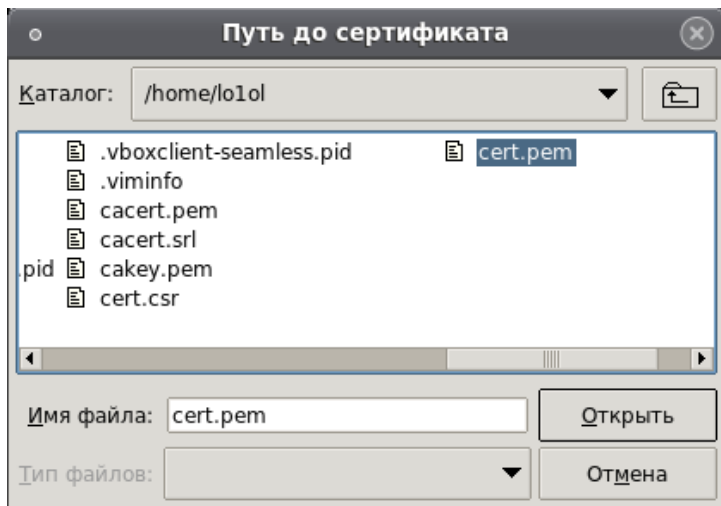 Путь до сертификата
Каталог: /home/lo1ol
.vboxclient-seamless.pid
.viminfo
cacert.pem
cacert.srl
.pid cakey.pem
cert.csr
cert.pem
Имя файла: cert.pem Открыть
Тип файлов: Отмена